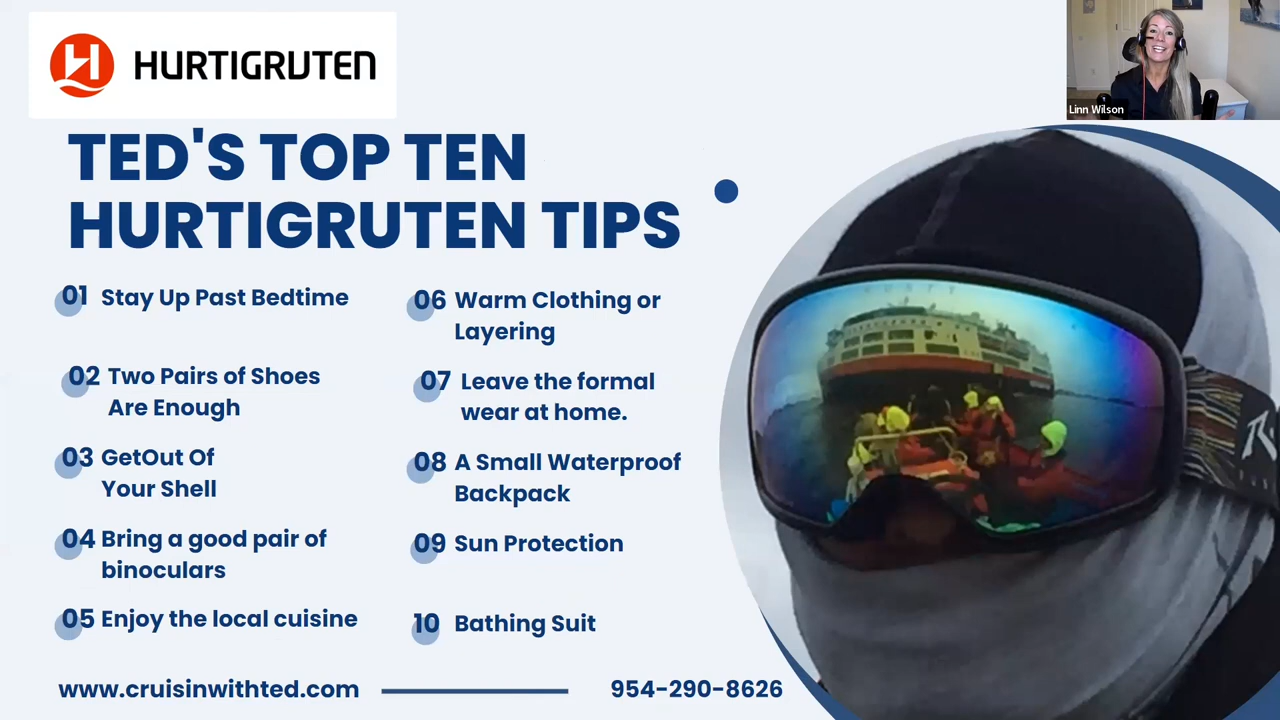 HURTIGRUTEN
Linn Wilson
TED'S TOP TEN
HURTIGRUTEN TIPS
01 Stay Up Past Bedtime
02 Two Pairs of Shoes
Are Enough
03 GetOut Of
Your Shell
04 Bring a good pair of
binoculars
05 Enjoy the local cuisine
06 Warm Clothing or
Layering
07 Leave the formal
wear at home.
08 A Small Waterproof
Backpack
09 Sun Protection
10 Bathing Suit
www.cruisinwithted.com
954-290-8626